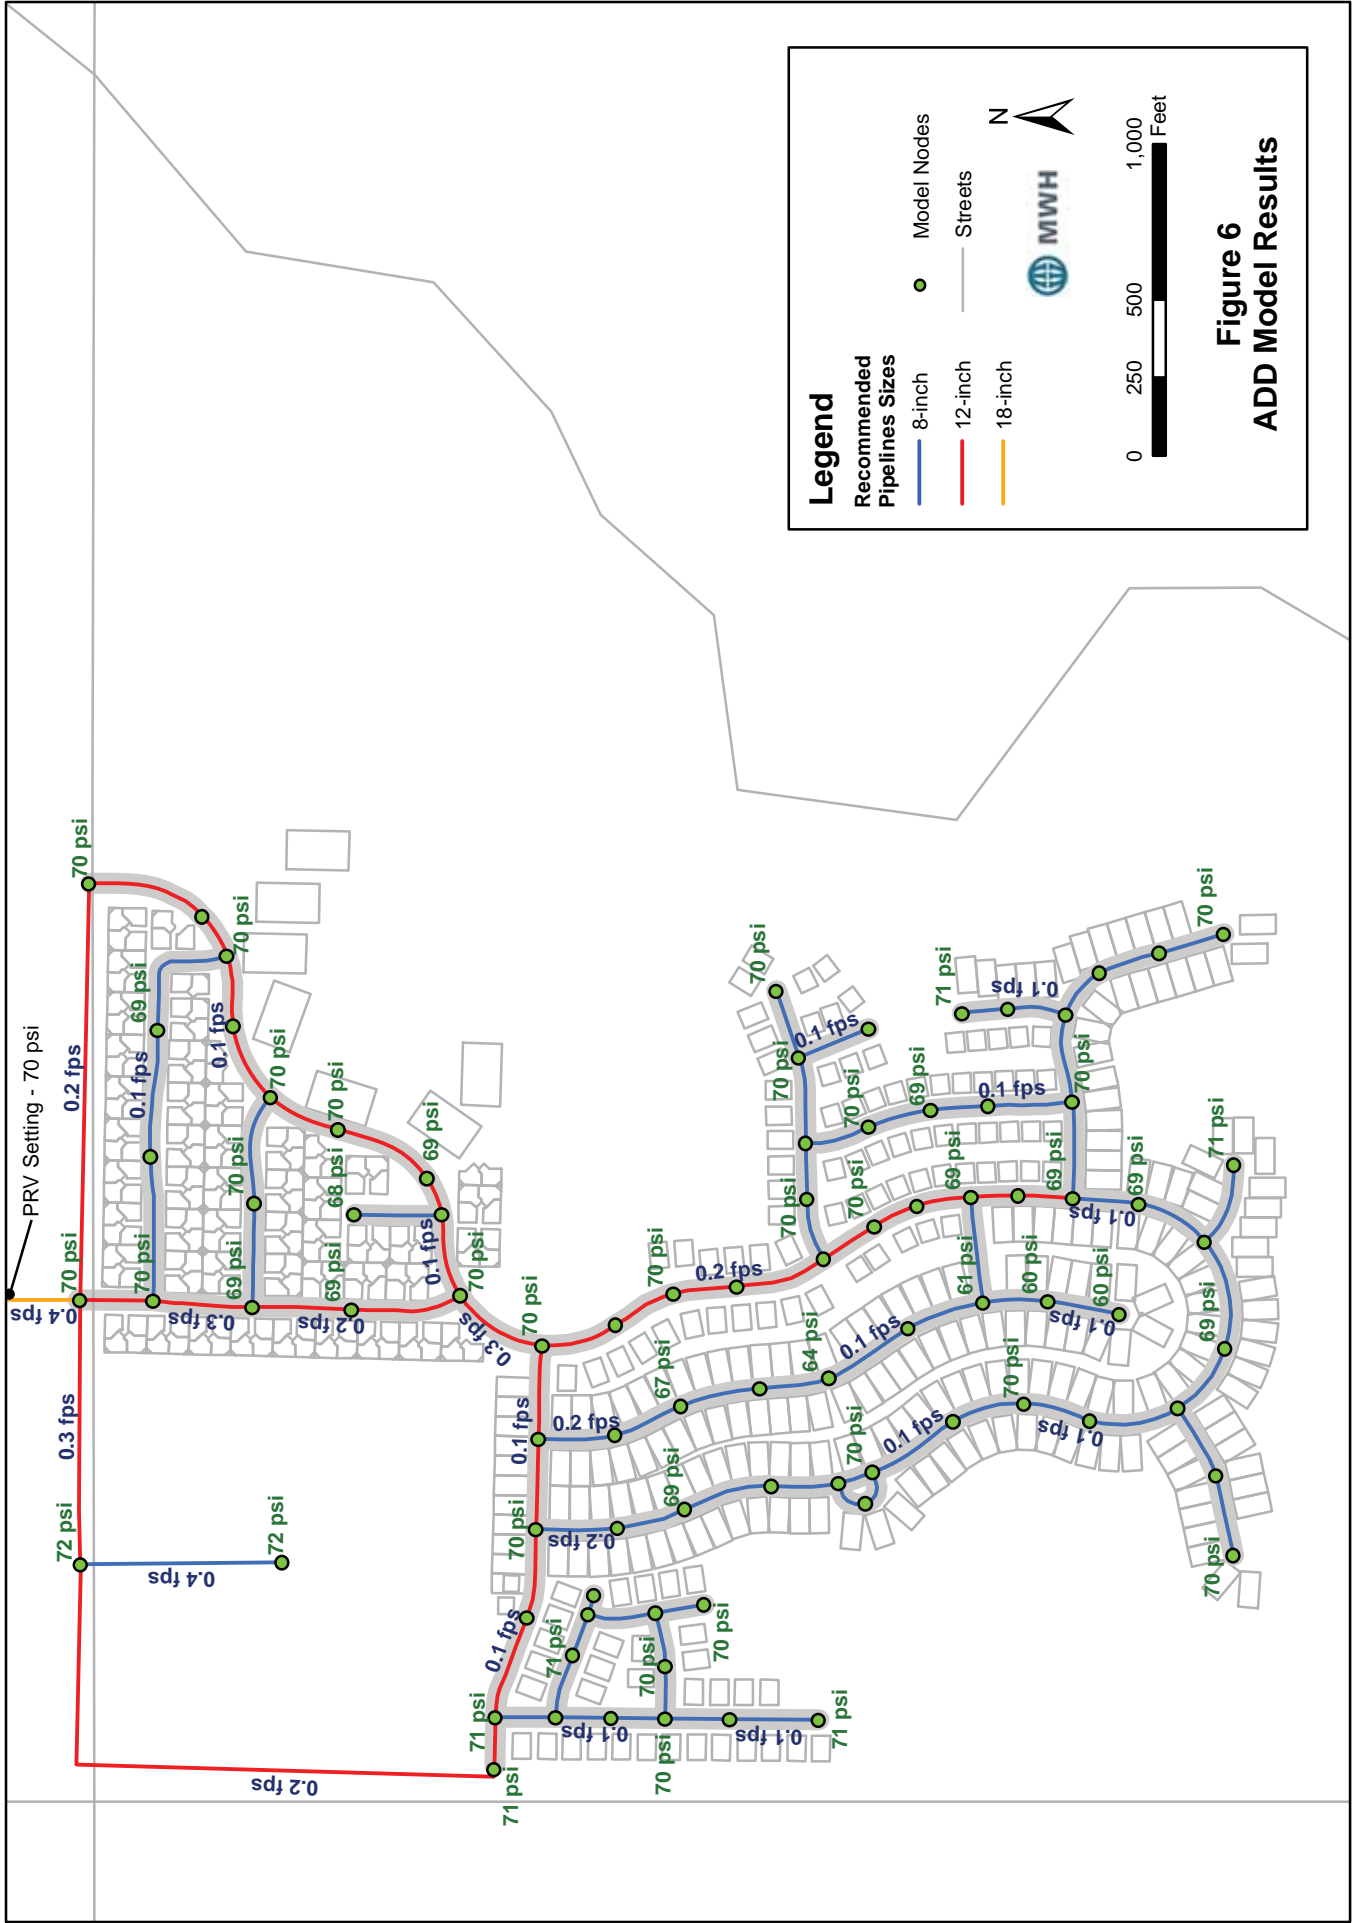 PRV Setting - 70 psi
0.4 fps
70 psi
0.2 fps
70 psi
0.3 fps
72 psi
0.4 fps
72 psi
0.2 fps
71 psi
71 psi
70 psi
0.1 fps
69 psi
70 psi
0.1 fps
0.3 fps
69 psi
70 psi
70 psi
0.2 fps
69 psi
68 psi
70 psi
69 psi
0.1 fps
70 psi
0.3 fps
70 psi
0.1 fps
70 psi
0.1 fps
0.2 fps
0.2 fps
71 psi
0.1 fps
70 psi
70 psi
70 psi
0.1 fps
71 psi
69 psi
67 psi
70 psi
0.2 fps
64 psi
70 psi
0.1 fps
0.1 fps
70 psi
70 psi
70 psi
0.1 fps
70 psi
70 psi
69 psi
0.1 fps
69 psi
61 psi
60 psi
60 psi
0.1 fps
70 psi
0.1 fps
71 psi
0.1 fps
70 psi
69 psi
0.1 fps
69 psi
70 psi
71 psi
69 psi
70 psi
Legend
Recommended
Pipelines Sizes
8-inch
12-inch
18-inch
Model Nodes
Streets
N
MWH
0 250 500 1,000
Feet
Figure 6
ADD Model Results